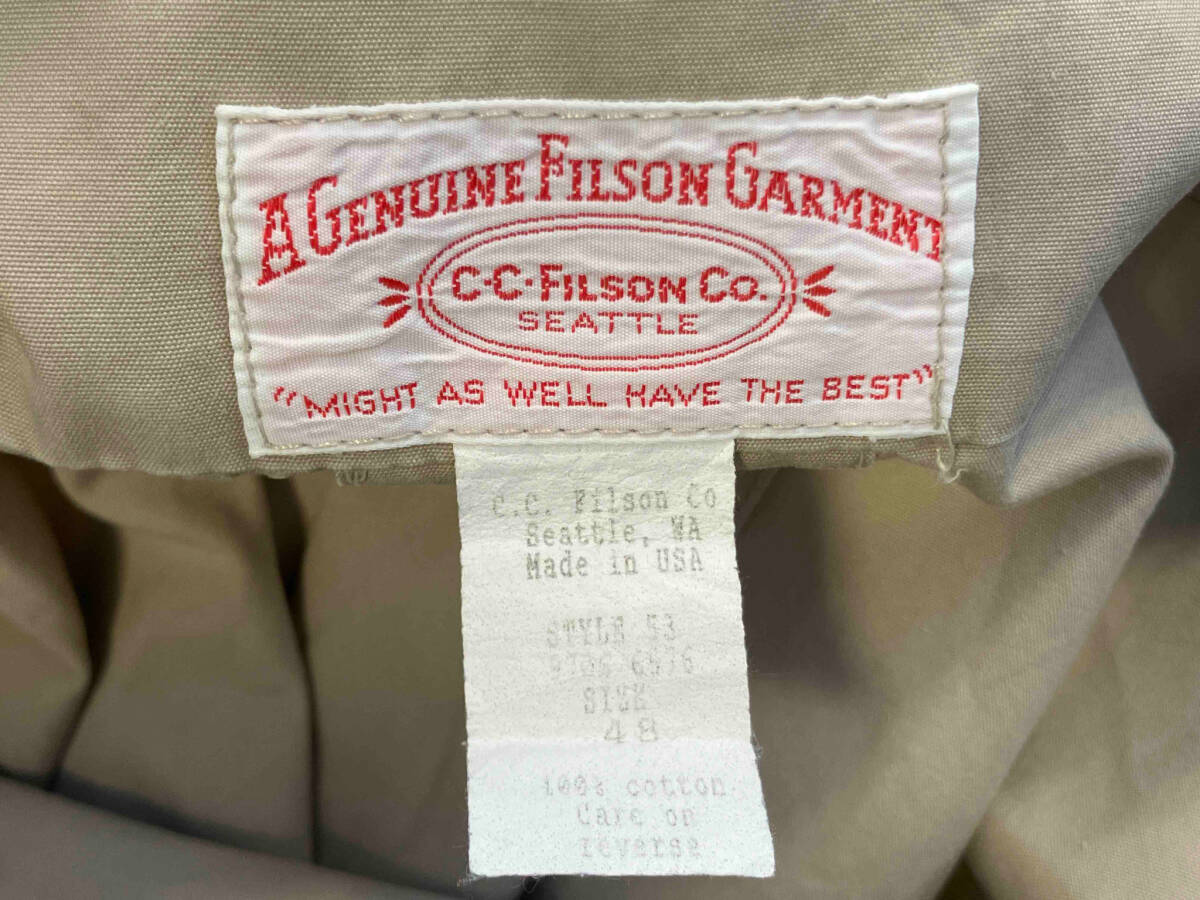 A GENUINE FILSON GARMENT
C·C·FILSON CO.
SEATTLE
"MIGHT AS WELL HAVE THE BEST"
C.C. Filson Co
Seattle, WA
Made in USA
STYLE 53
SIZE
48
100% cotton
Care on
reverse